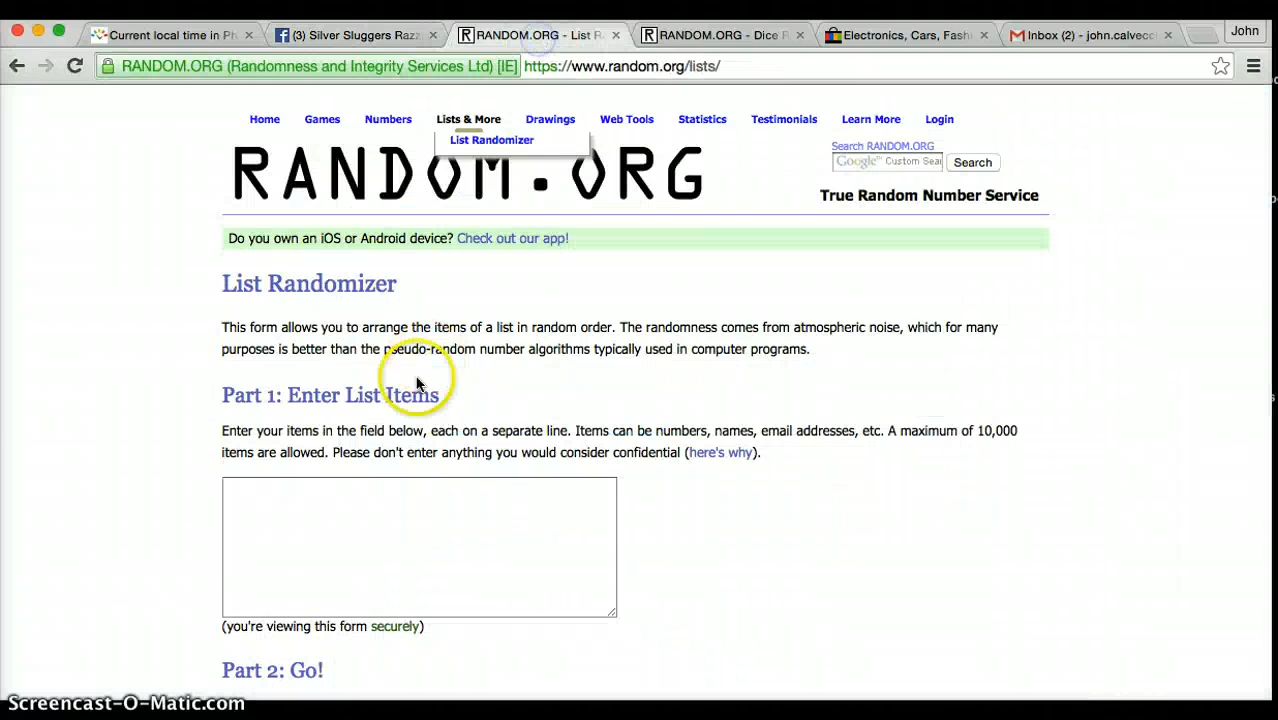 Current local time in Ph
(3) Silver Sluggers Razz
RANDOM.ORG - List R
RANDOM.ORG - Dice R
Electronics, Cars, Fash
Inbox (2) - john.calvecc
John
RANDOM.ORG (Randomness and Integrity Services Ltd) [IE] https://www.random.org/lists/
Home Games Numbers Lists & More Drawings Web Tools Statistics Testimonials Learn More Login
List Randomizer
Search RANDOM.ORG
RANDOM.ORG
Google™ Custom Sea Search
True Random Number Service
Do you own an iOS or Android device? Check out our app!
List Randomizer
This form allows you to arrange the items of a list in random order. The randomness comes from atmospheric noise, which for many
purposes is better than the pseudo-random number algorithms typically used in computer programs.
Part 1: Enter List Items
Enter your items in the field below, each on a separate line. Items can be numbers, names, email addresses, etc. A maximum of 10,000
items are allowed. Please don't enter anything you would consider confidential (here's why).
(you're viewing this form securely)
Part 2: Go!
Screencast-O-Matic.com